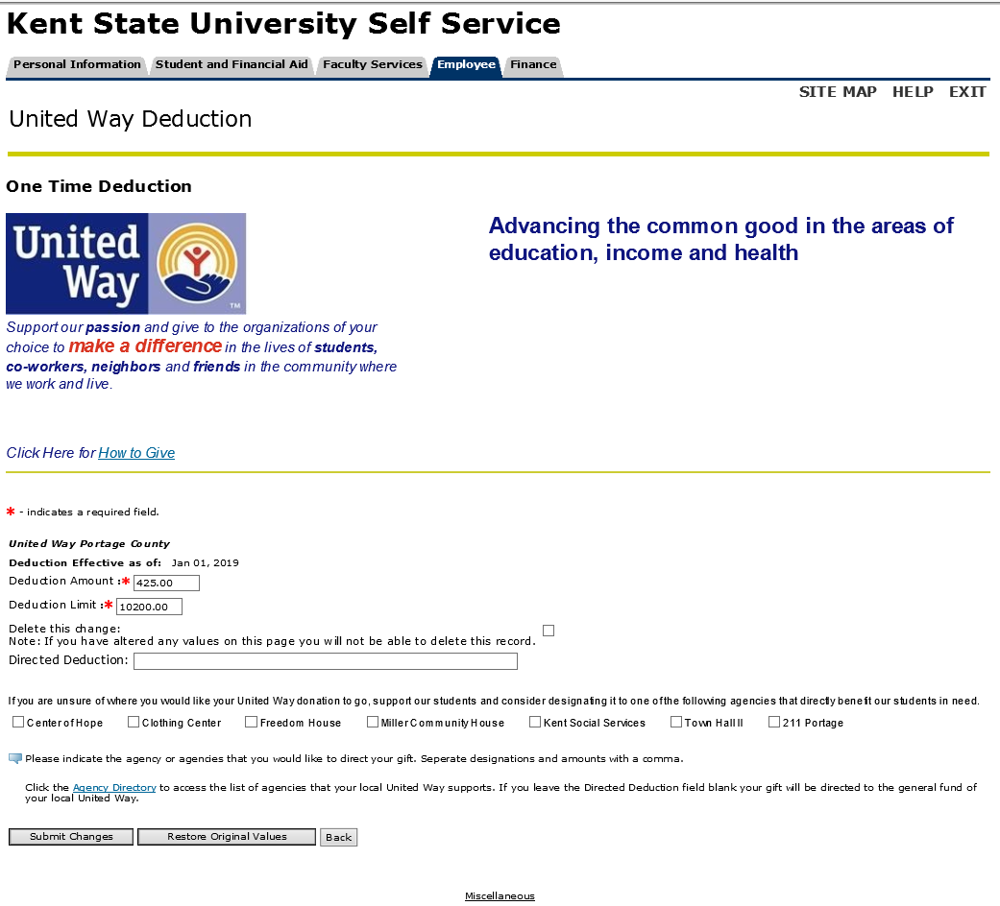 Kent State University Self Service
Personal Information Student and Financial Aid Faculty Services Employee Finance
SITE MAP HELP EXIT
United Way Deduction
One Time Deduction
United
Way
TM
Advancing the common good in the areas of
education, income and health
Support our passion and give to the organizations of your
choice to make a difference in the lives of students,
co-workers, neighbors and friends in the community where
we work and live.
Click Here for How to Give
* - indicates a required field.
United Way Portage County
Deduction Effective as of: Jan 01, 2019
Deduction Amount :* 425.00
Deduction Limit :* 10200.00
Delete this change:
Note: If you have altered any values on this page you will not be able to delete this record.
Directed Deduction:
If you are unsure of where you would like your United Way donation to go, support our students and consider designating it to one of the following agencies that directly benefit our students in need.
Center of Hope Clothing Center Freedom House Miller Community House Kent Social Services Town Hall II 211 Portage
Please indicate the agency or agencies that you would like to direct your gift. Seperate designations and amounts with a comma.
Click the Agency Directory to access the list of agencies that your local United Way supports. If you leave the Directed Deduction field blank your gift will be directed to the general fund of
your local United Way.
Submit Changes Restore Original Values Back
Miscellaneous